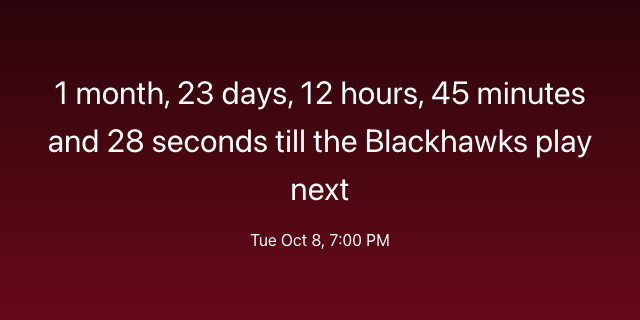 1 month, 23 days, 12 hours, 45 minutes
and 28 seconds till the Blackhawks play
next
Tue Oct 8, 7:00 PM